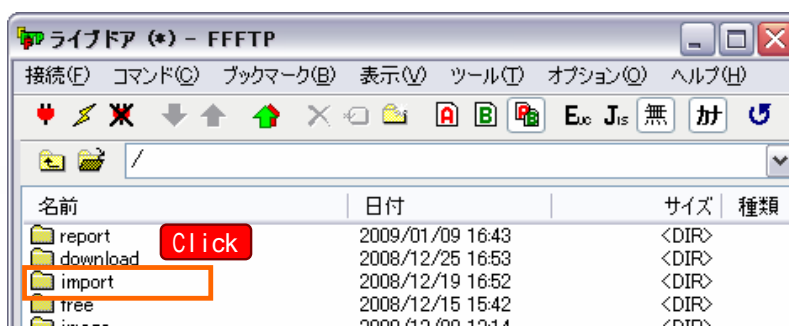 ライブドア (*) - FFFTP
接続(F) コマンド(C) ブックマーク(B) 表示(V) ツール(T) オプション(O) ヘルプ(H)
A B B Euc Jis 無 カナ
/
名前 日付 サイズ 種類
report 2009/01/09 16:43 <DIR>
Click
download 2008/12/25 16:53 <DIR>
import 2008/12/19 16:52 <DIR>
free 2008/12/15 15:42 <DIR>
<DIR>